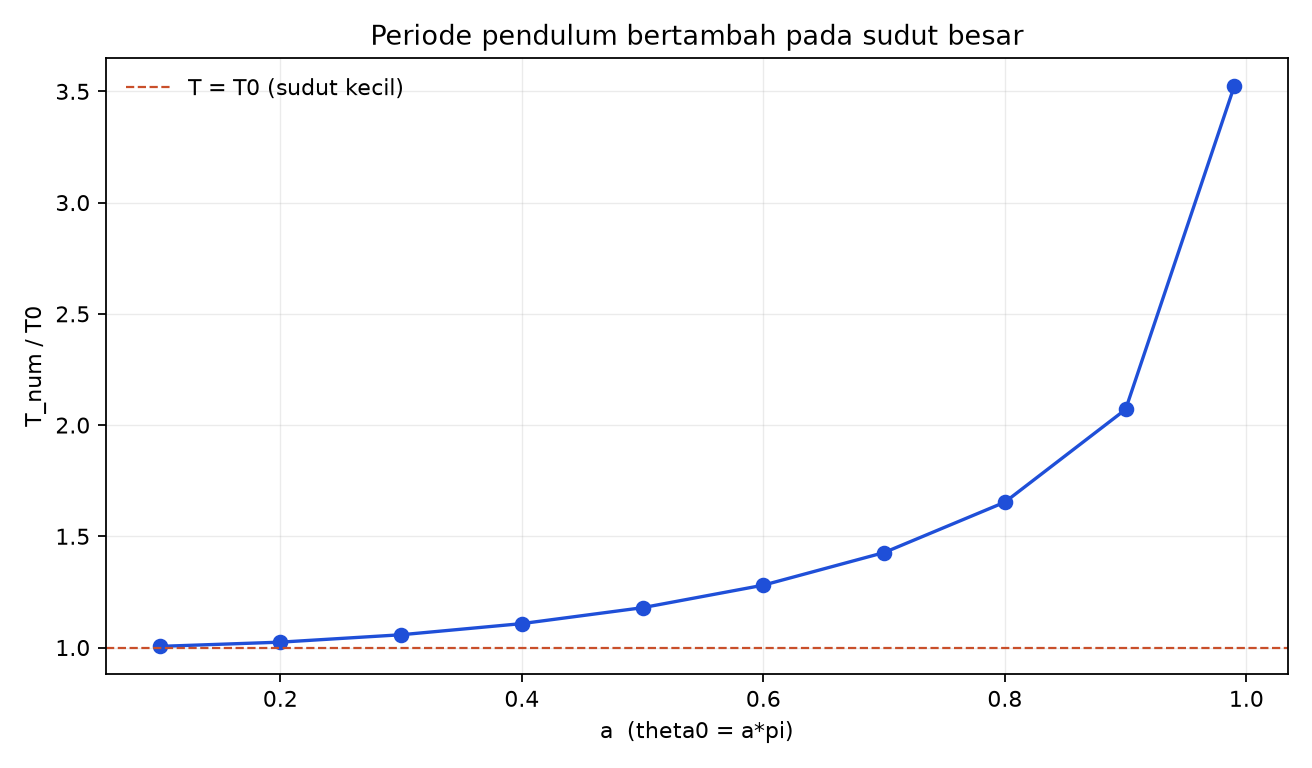 Periode pendulum bertambah pada sudut besar
T = T0 (sudut kecil)
T_num / T0
3.5
3.0
2.5
2.0
1.5
1.0
0.2 0.4 0.6 0.8 1.0
a (theta0 = a*pi)